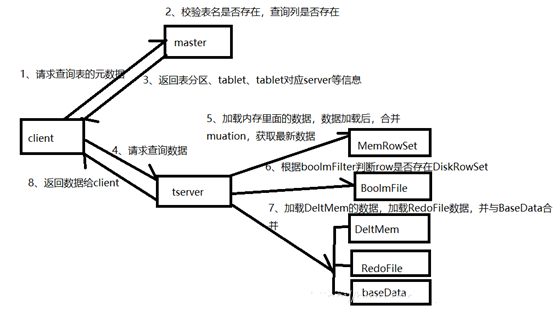 2、校验表名是否存在，查询列是否存在
master
1、请求查询表的元数据
3、返回表分区、tablet、tablet对应server等信息
5、加载内存里面的数据，数据加载后，合并
muation，获取最新数据
client
4、请求查询数据
MemRowSet
6、根据boolmFilter判断row是否存在DiskRowSet
8、返回数据给client
tserver
BoolmFile
7、加载DeltMem的数据，加载RedoFile数据，并与BaseData合
并
DeltMem
RedoFile
baseData